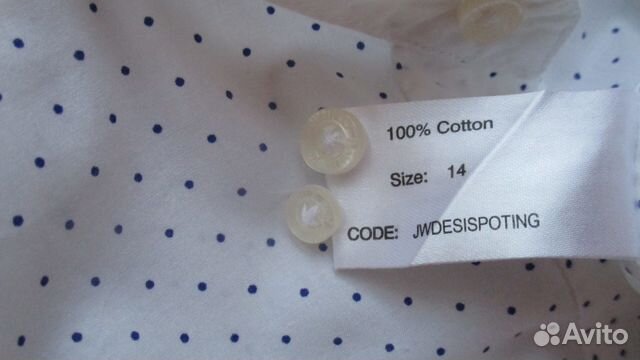 100% Cotton
Size: 14
CODE: JWDESISPOTING
Avito